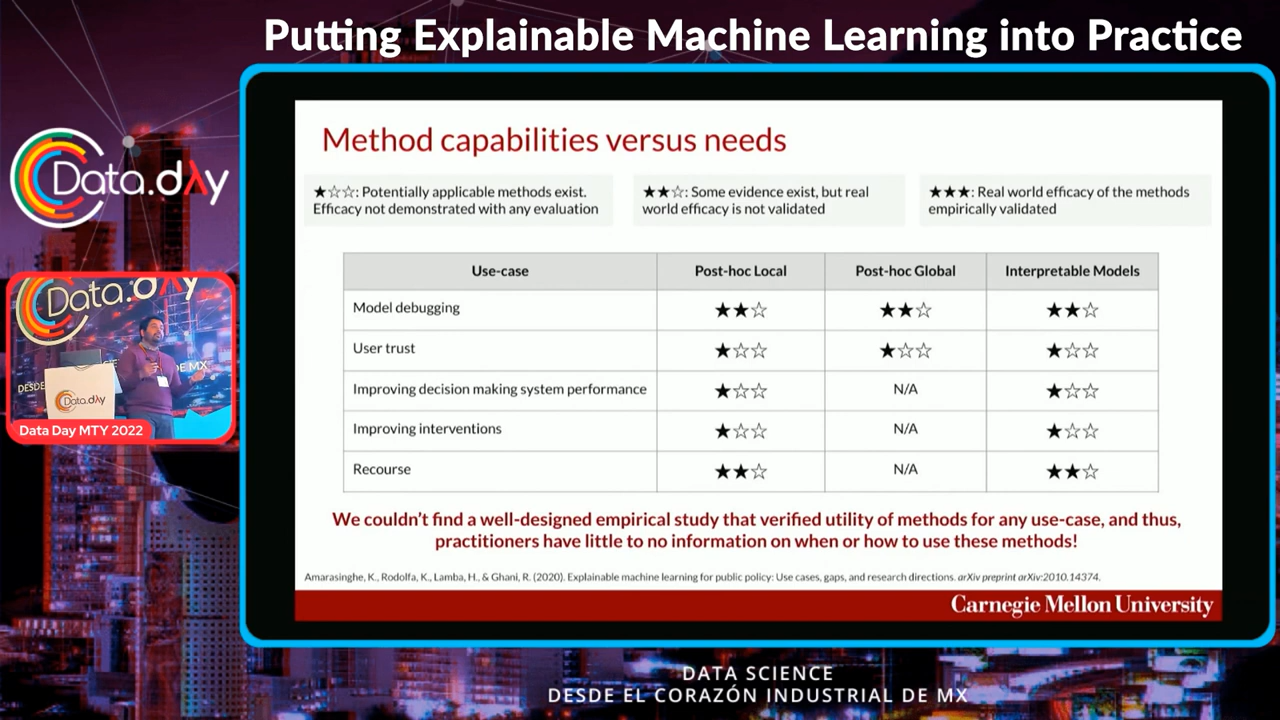 Putting Explainable Machine Learning into Practice
Data.dλy
Data.dλy
DESDE
DE MX
Data.dλy
Data Day MTY 2022
Method capabilities versus needs
★☆☆: Potentially applicable methods exist.
Efficacy not demonstrated with any evaluation
★★☆: Some evidence exist, but real
world efficacy is not validated
★★★: Real world efficacy of the methods
empirically validated
Use-case Post-hoc Local Post-hoc Global Interpretable Models
Model debugging ★★☆ ★★☆ ★★☆
User trust ★☆☆ ★☆☆ ★☆☆
Improving decision making system performance ★☆☆ N/A ★☆☆
Improving interventions ★☆☆ N/A ★☆☆
Recourse ★★☆ N/A ★★☆
We couldn't find a well-designed empirical study that verified utility of methods for any use-case, and thus,
practitioners have little to no information on when or how to use these methods!
Amarasinghe, K., Rodolfa, K., Lamba, H., & Ghani, R. (2020). Explainable machine learning for public policy: Use cases, gaps, and research directions. arXiv preprint arXiv:2010.14374.
Carnegie Mellon University
DATA SCIENCE
DESDE EL CORAZÓN INDUSTRIAL DE MX